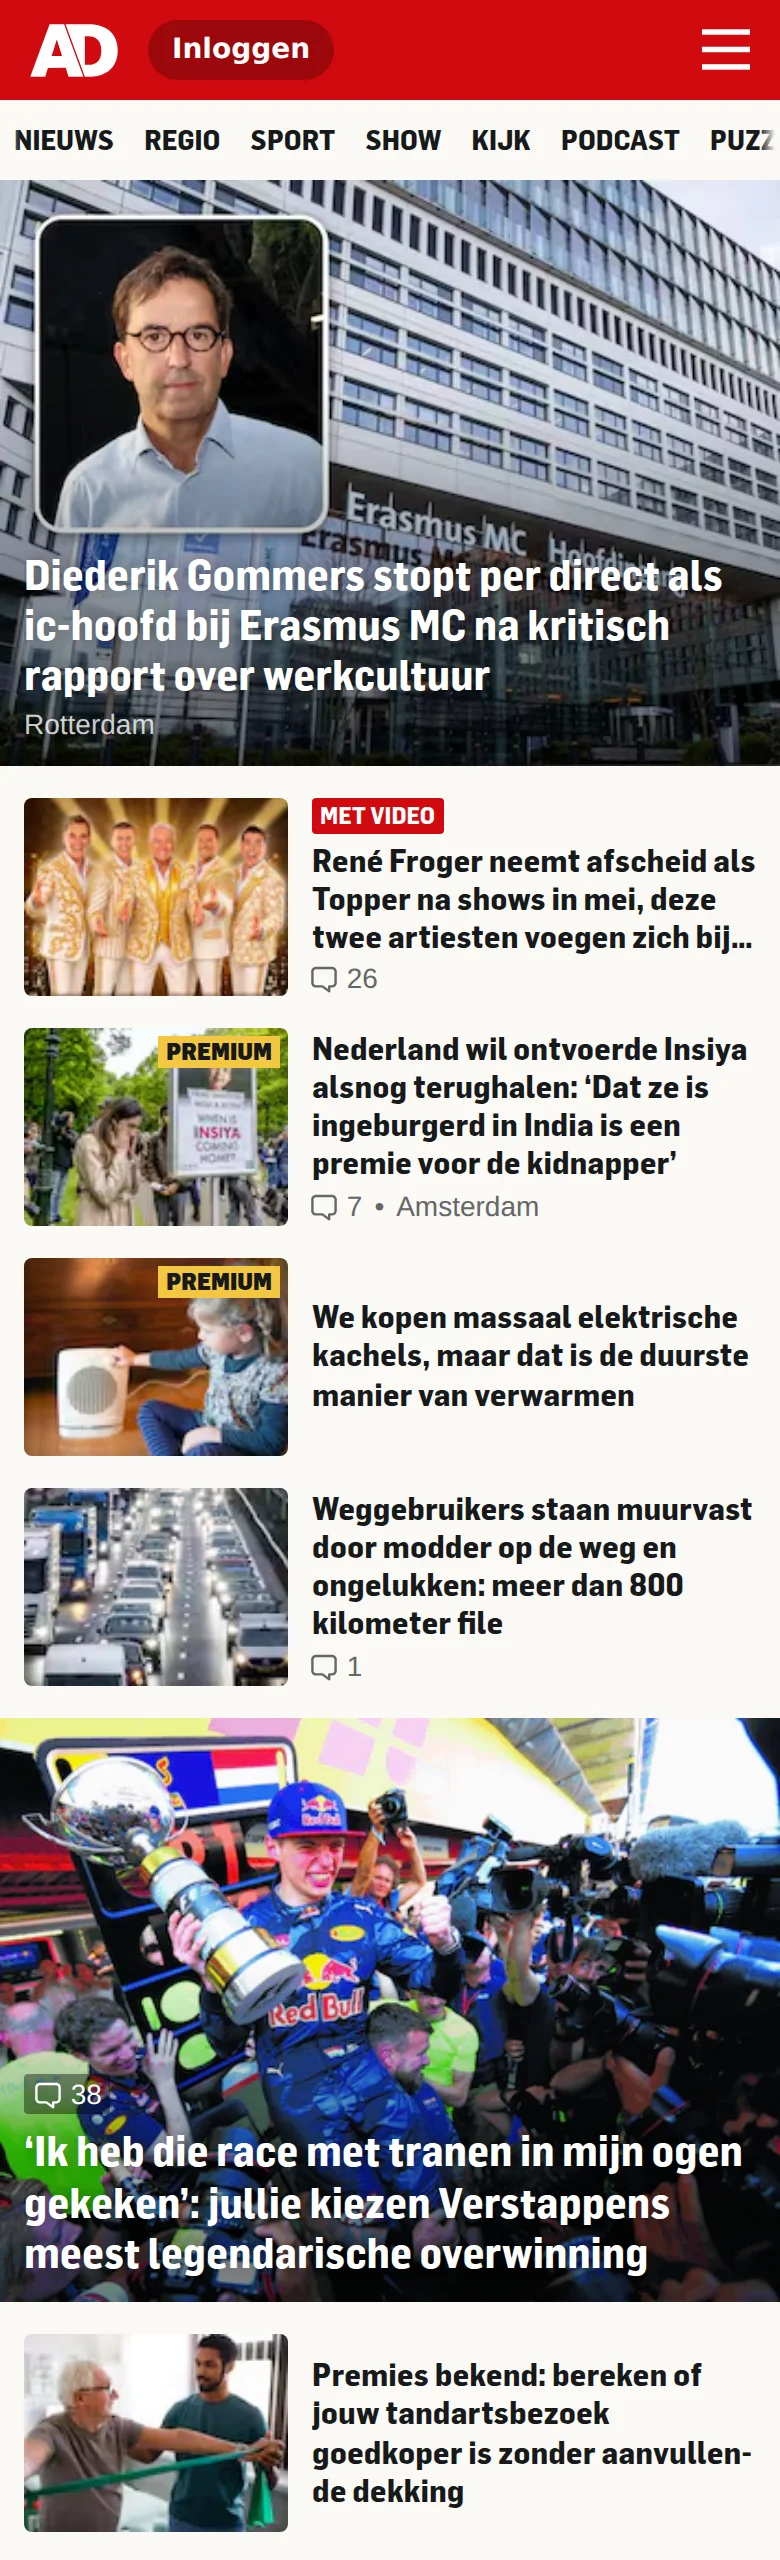 AD
Inloggen
NIEUWS REGIO SPORT SHOW KIJK PODCAST PUZZ
Erasmus MC
Diederik Gommers stopt per direct als
ic-hoofd bij Erasmus MC na kritisch
rapport over werkcultuur
Rotterdam
MET VIDEO
René Froger neemt afscheid als
Topper na shows in mei, deze
twee artiesten voegen zich bij...
26
PREMIUM
WHEN IS
INSIYA
COMING
HOME?
Nederland wil ontvoerde Insiya
alsnog terughalen: ‘Dat ze is
ingeburgerd in India is een
premie voor de kidnapper’
7 • Amsterdam
PREMIUM
We kopen massaal elektrische
kachels, maar dat is de duurste
manier van verwarmen
Weggebruikers staan muurvast
door modder op de weg en
ongelukken: meer dan 800
kilometer file
1
Red Bull
38
‘Ik heb die race met tranen in mijn ogen
gekeken’: jullie kiezen Verstappens
meest legendarische overwinning
Premies bekend: bereken of
jouw tandartsbezoek
goedkoper is zonder aanvullen-
de dekking